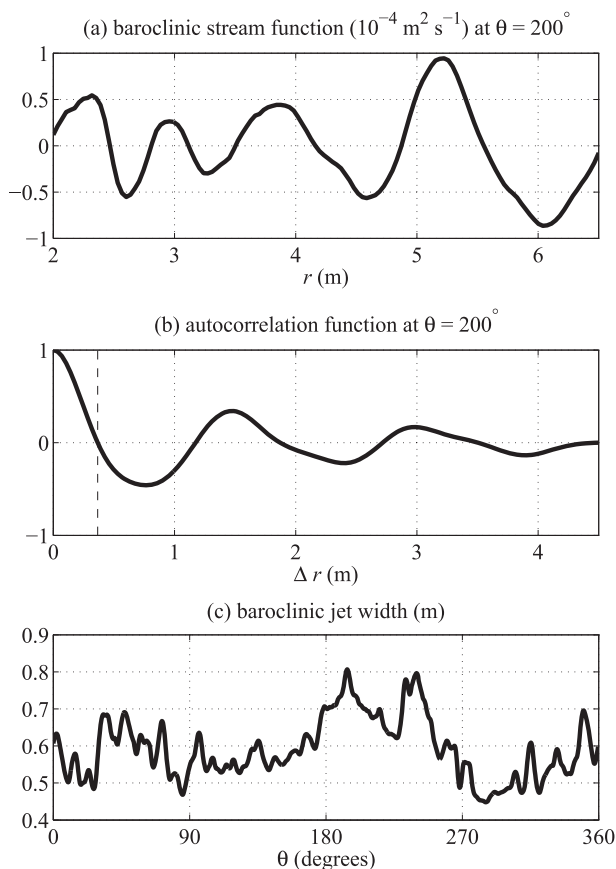 (a) baroclinic stream function (10⁻⁴ m² s⁻¹) at θ = 200°
1
0.5
0
−0.5
−1
2 3 4 5 6
r (m)
(b) autocorrelation function at θ = 200°
1
0
−1
0 1 2 3 4
Δ r (m)
(c) baroclinic jet width (m)
0.9
0.8
0.7
0.6
0.5
0.4
0 90 180 270 360
θ (degrees)